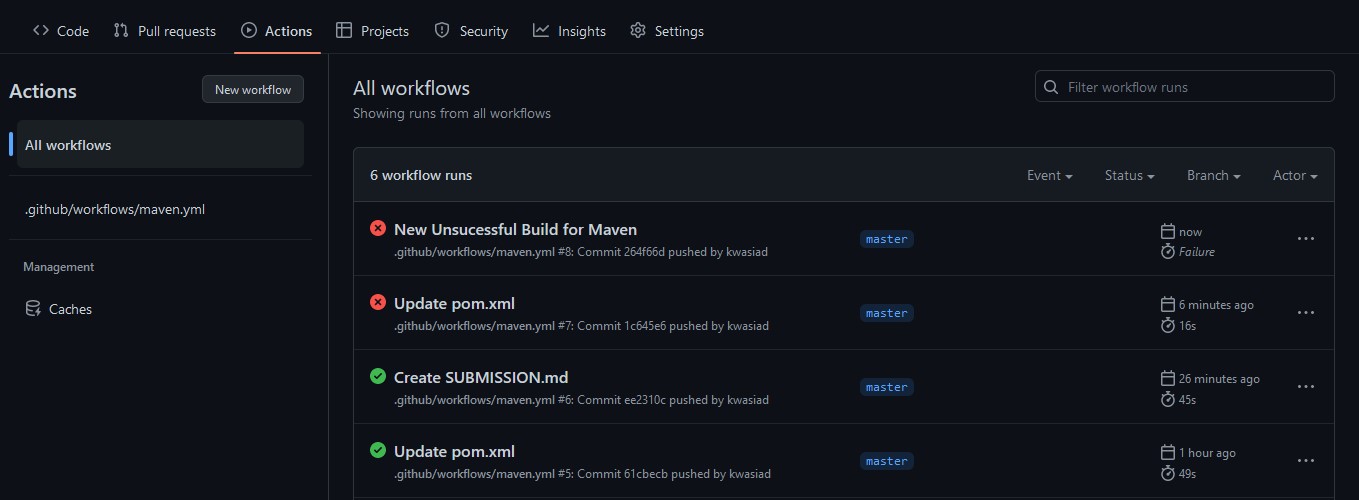 Code Pull requests Actions Projects Security Insights Settings
Actions
New workflow
All workflows
.github/workflows/maven.yml
Management
Caches
All workflows
Showing runs from all workflows
Filter workflow runs
6 workflow runs
Event Status Branch Actor
New Unsucessful Build for Maven
.github/workflows/maven.yml #8: Commit 264f66d pushed by kwasiad
master
now
Failure
Update pom.xml
.github/workflows/maven.yml #7: Commit 1c645e6 pushed by kwasiad
master
6 minutes ago
16s
Create SUBMISSION.md
.github/workflows/maven.yml #6: Commit ee2310c pushed by kwasiad
master
26 minutes ago
45s
Update pom.xml
.github/workflows/maven.yml #5: Commit 61cbecb pushed by kwasiad
master
1 hour ago
49s